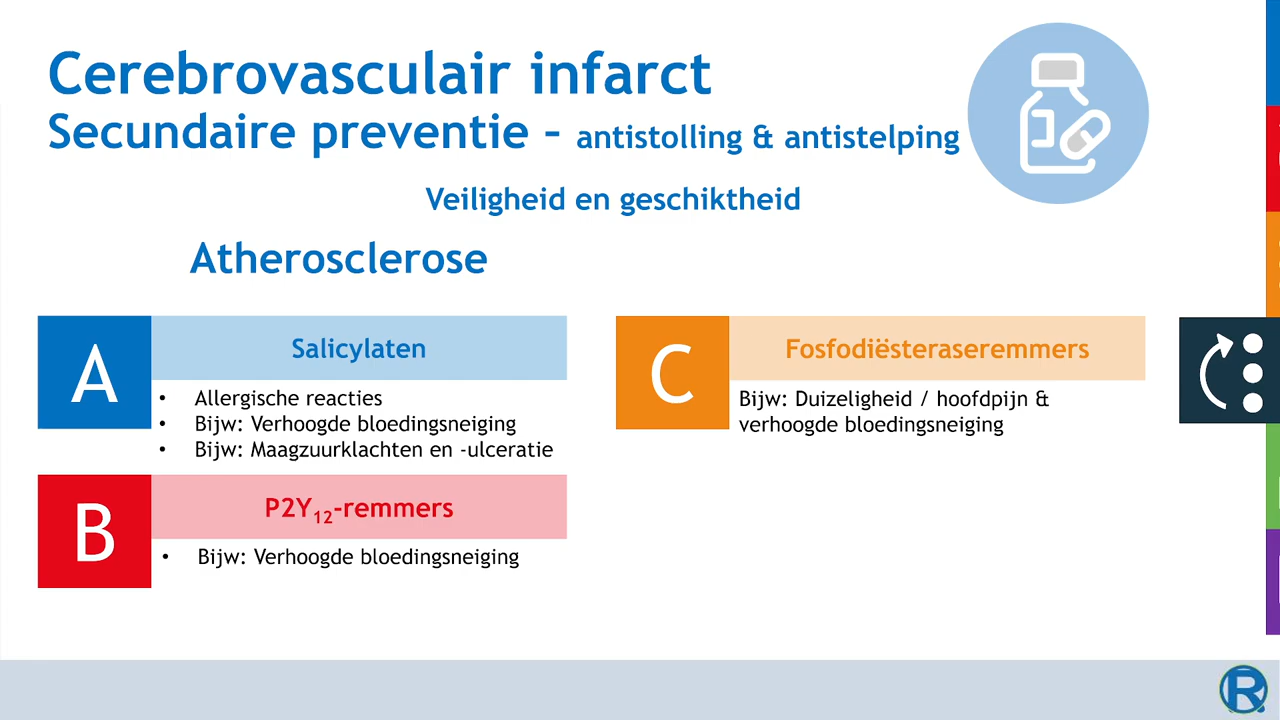 Cerebrovasculair infarct
Secundaire preventie – antistolling & antistelping
Veiligheid en geschiktheid
Atherosclerose
A
Salicylaten
• Allergische reacties
• Bijw: Verhoogde bloedingsneiging
• Bijw: Maagzuurklachten en -ulceratie
B
P2Y12-remmers
• Bijw: Verhoogde bloedingsneiging
C
Fosfodiësteraseremmers
Bijw: Duizeligheid / hoofdpijn &
verhoogde bloedingsneiging
R